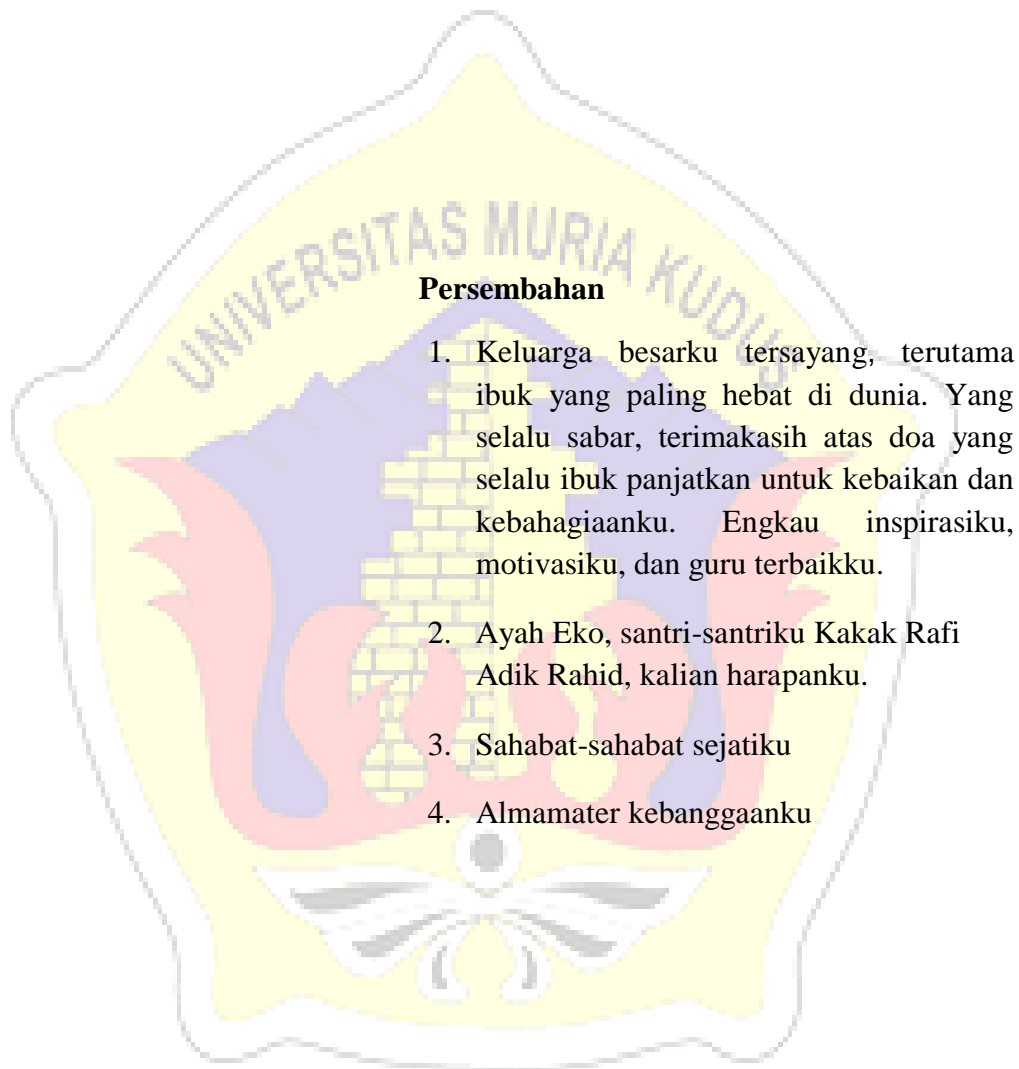 UNIVERSITAS MURIA KUDUS
Persembahan
1. Keluarga besarku tersayang, terutama
ibuk yang paling hebat di dunia. Yang
selalu sabar, terimakasih atas doa yang
selalu ibuk panjatkan untuk kebaikan dan
kebahagiaanku. Engkau inspirasiku,
motivasiku, dan guru terbaikku.
2. Ayah Eko, santri-santriku Kakak Rafi
Adik Rahid, kalian harapanku.
3. Sahabat-sahabat sejatiku
4. Almamater kebanggaanku